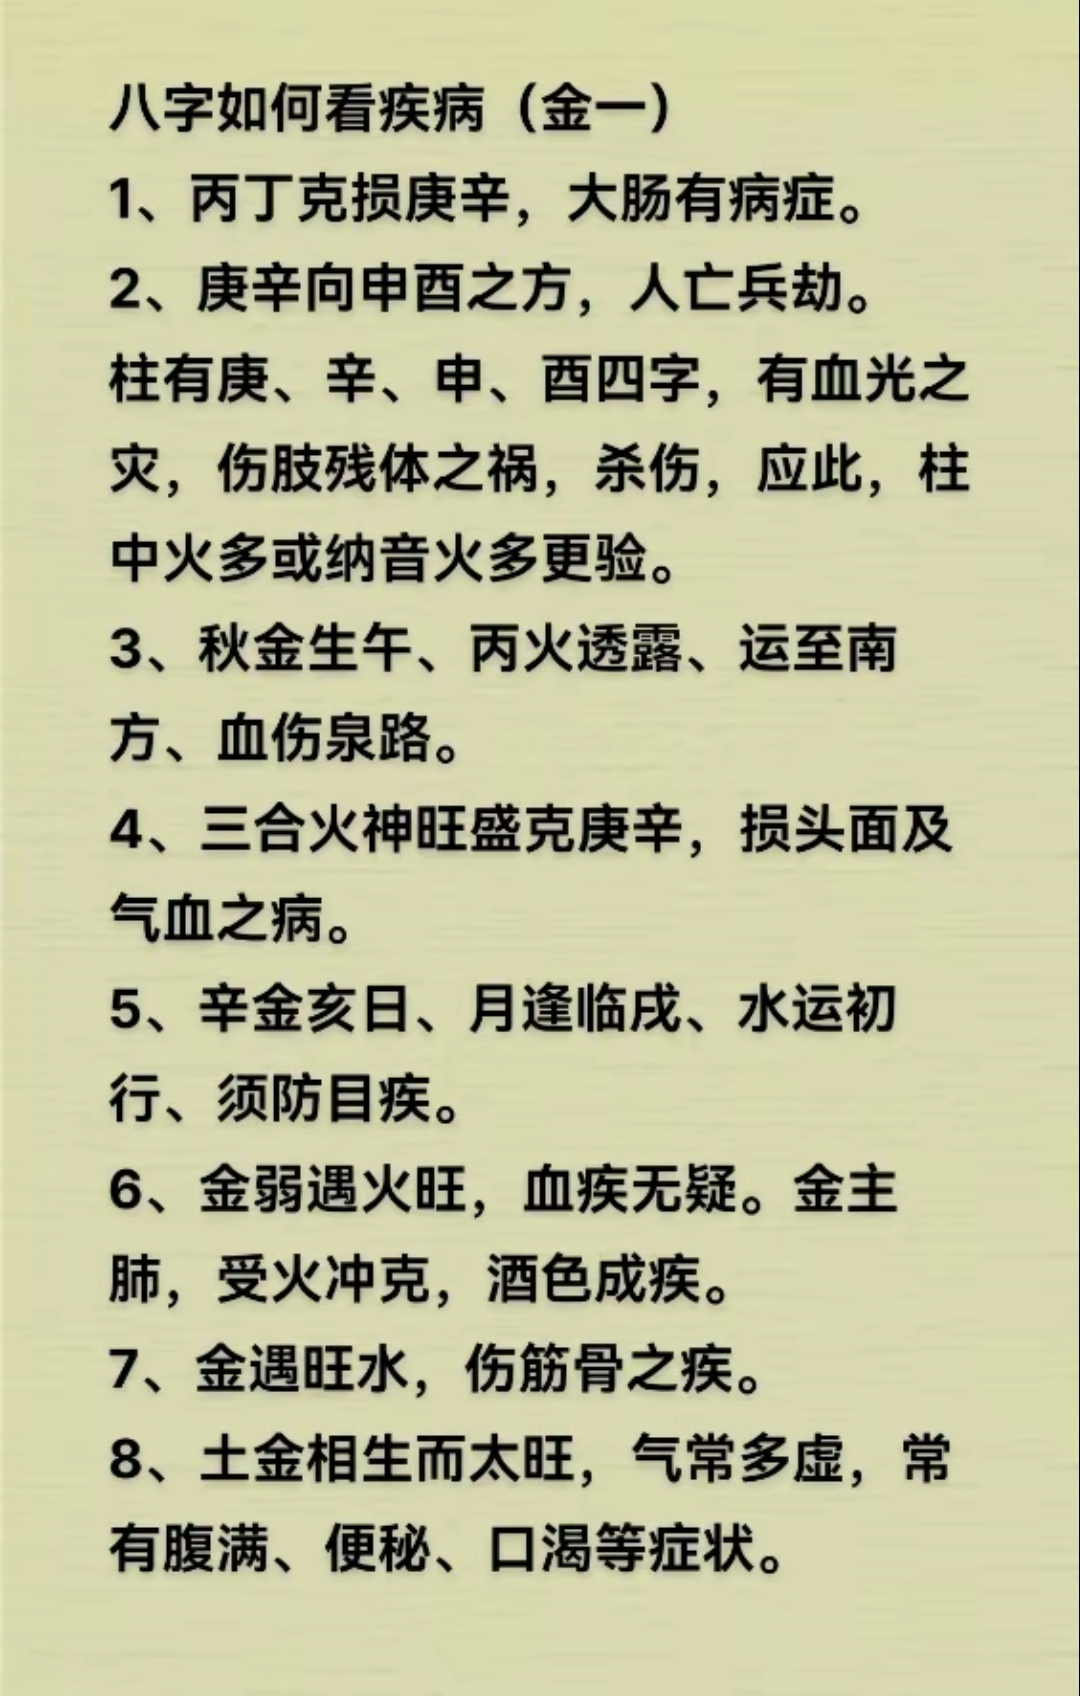 八字如何看疾病（金一）
1、丙丁克损庚辛，大肠有病症。
2、庚辛向申酉之方，人亡兵劫。
柱有庚、辛、申、酉四字，有血光之
灾，伤肢残体之祸，杀伤，应此，柱
中火多或纳音火多更验。
3、秋金生午、丙火透露、运至南
方、血伤泉路。
4、三合火神旺盛克庚辛，损头面及
气血之病。
5、辛金亥日、月逢临戌、水运初
行、须防目疾。
6、金弱遇火旺，血疾无疑。金主
肺，受火冲克，酒色成疾。
7、金遇旺水，伤筋骨之疾。
8、土金相生而太旺，气常多虚，常
有腹满、便秘、口渴等症状。